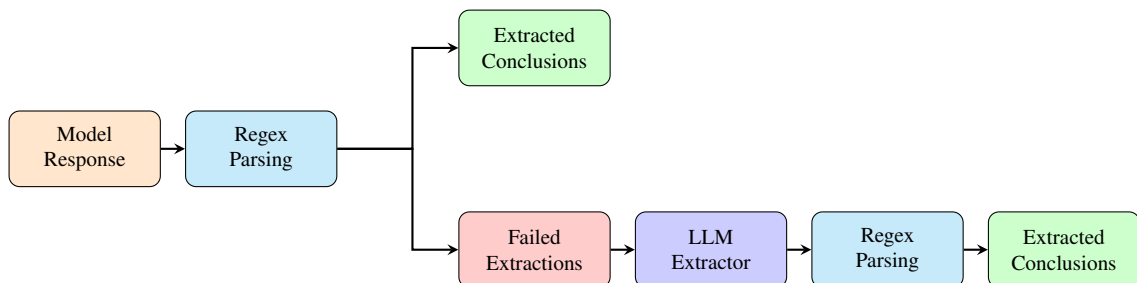 Extracted
Conclusions
Model
Response
Regex
Parsing
Failed
Extractions
LLM
Extractor
Regex
Parsing
Extracted
Conclusions